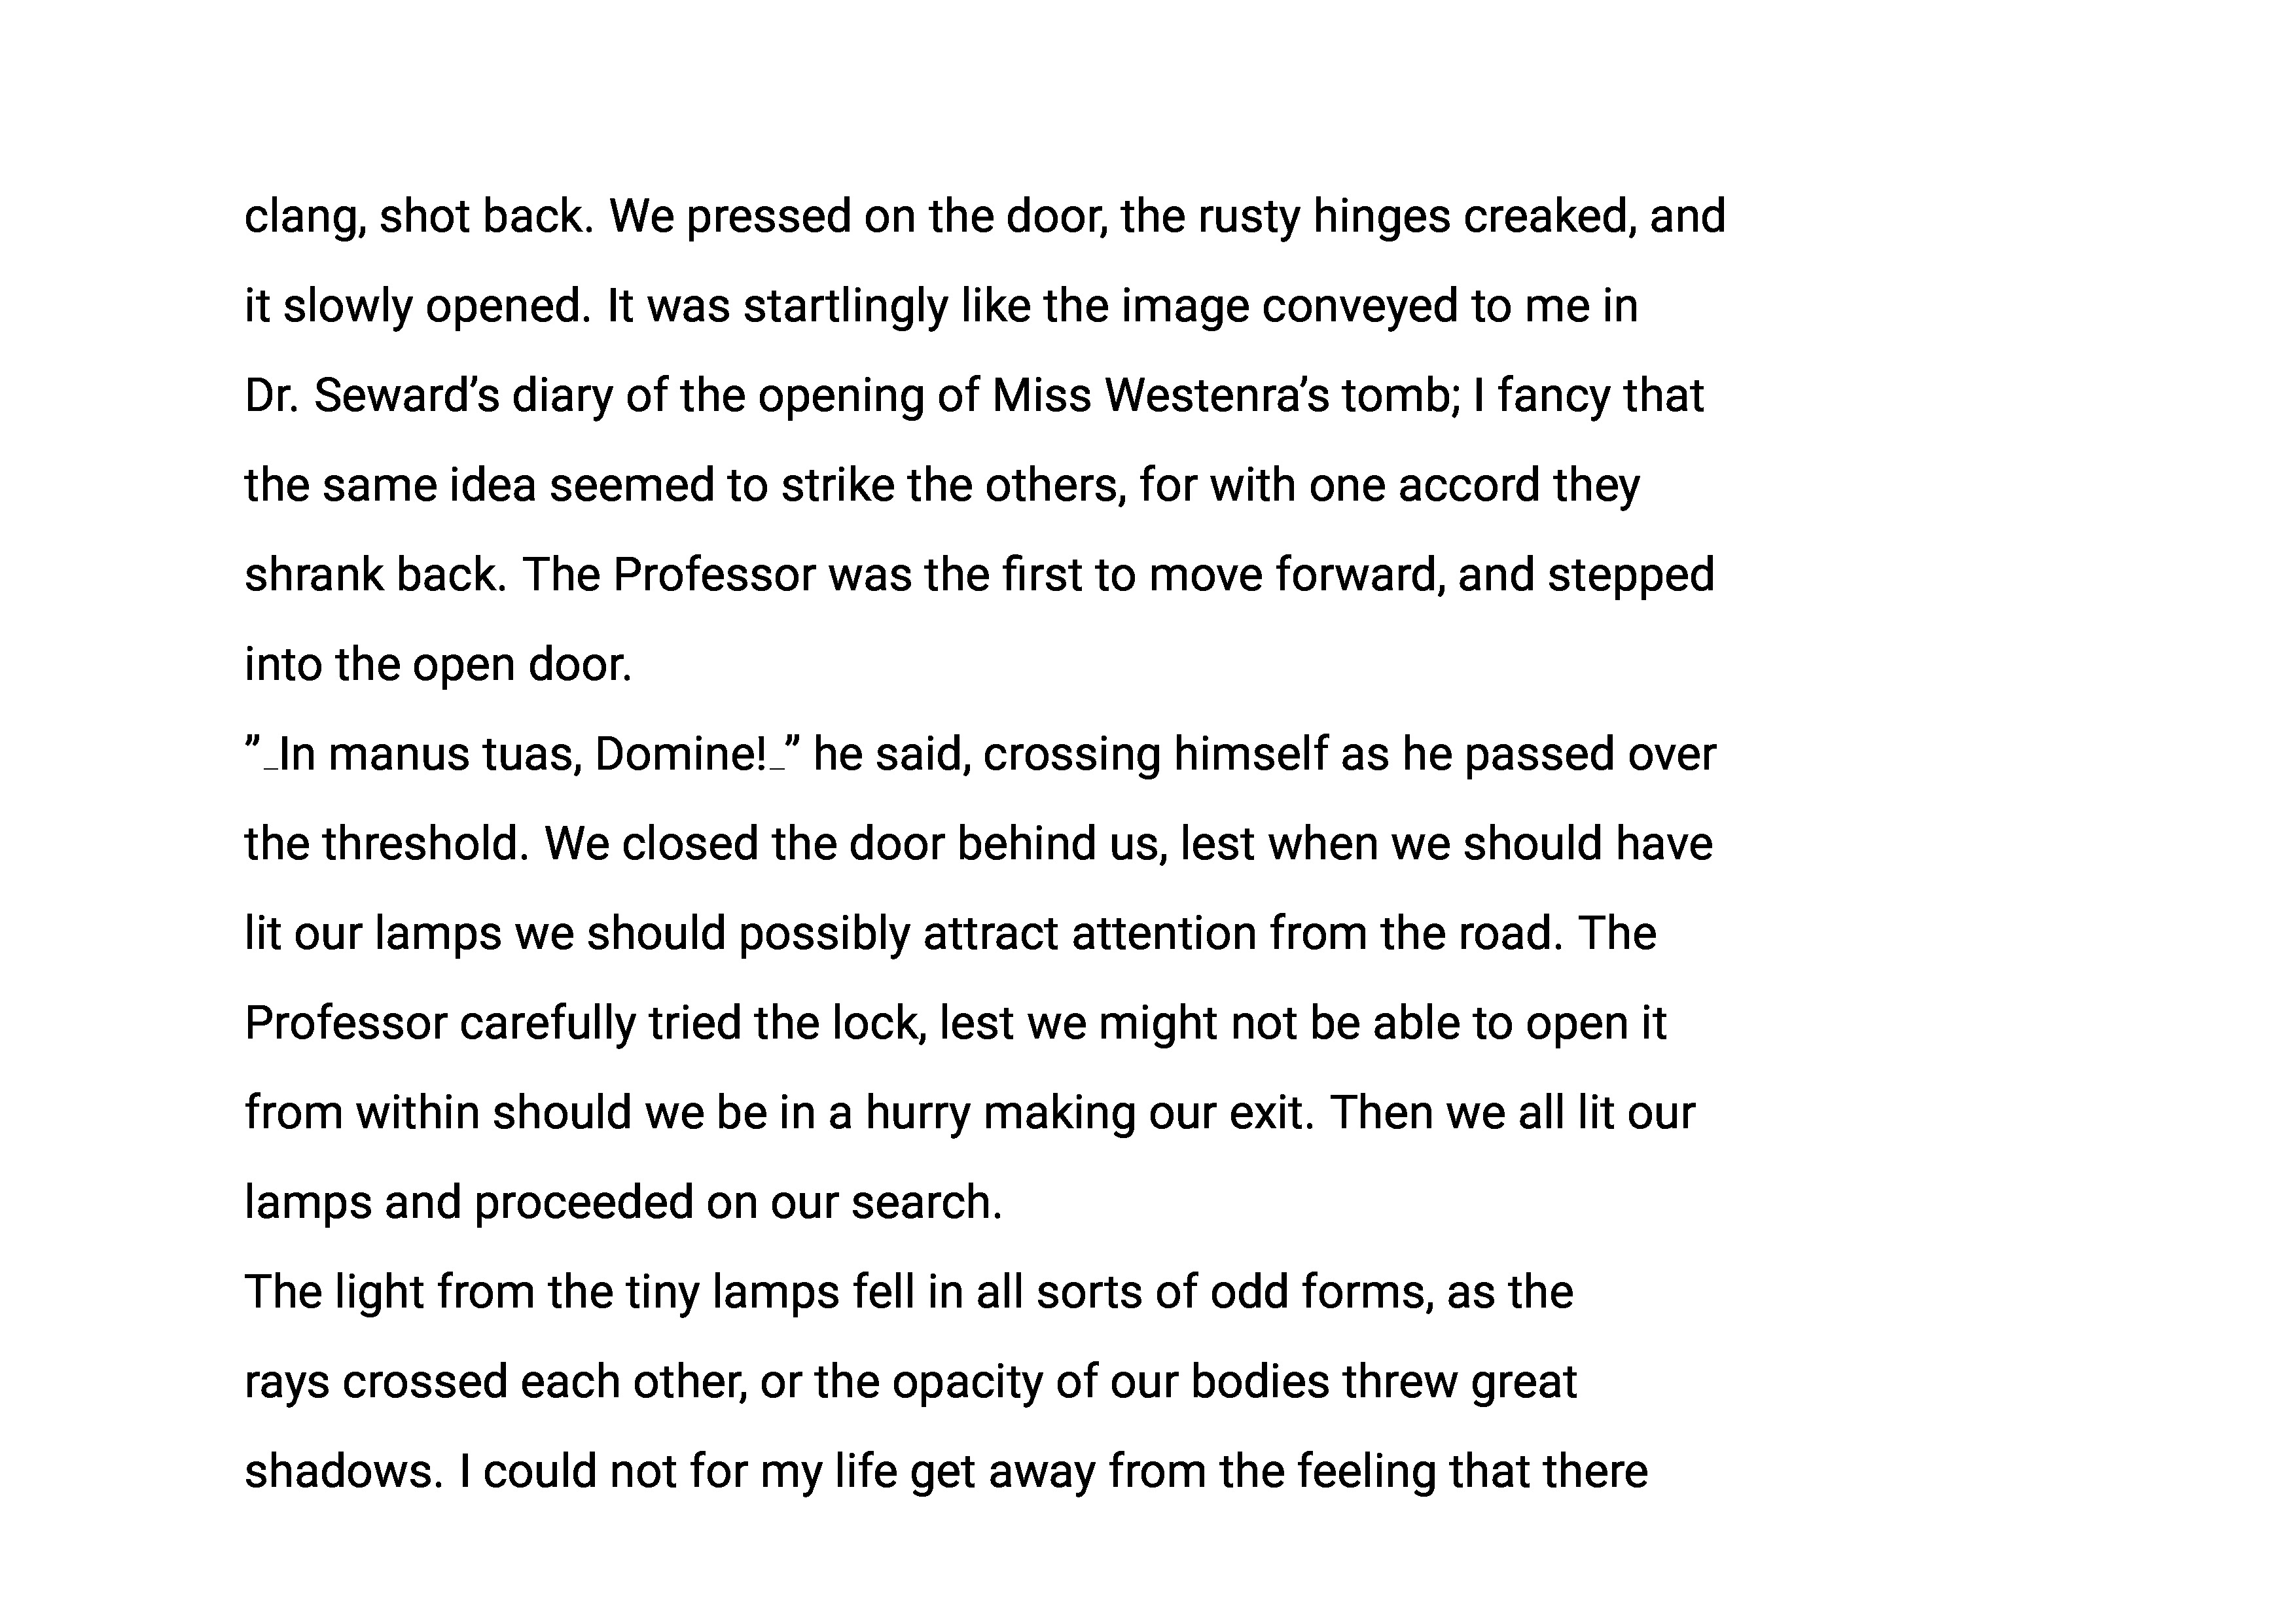 clang, shot back. We pressed on the door, the rusty hinges creaked, and
it slowly opened. It was startlingly like the image conveyed to me in
Dr. Seward’s diary of the opening of Miss Westenra’s tomb; I fancy that
the same idea seemed to strike the others, for with one accord they
shrank back. The Professor was the first to move forward, and stepped
into the open door.
”_In manus tuas, Domine!_” he said, crossing himself as he passed over
the threshold. We closed the door behind us, lest when we should have
lit our lamps we should possibly attract attention from the road. The
Professor carefully tried the lock, lest we might not be able to open it
from within should we be in a hurry making our exit. Then we all lit our
lamps and proceeded on our search.
The light from the tiny lamps fell in all sorts of odd forms, as the
rays crossed each other, or the opacity of our bodies threw great
shadows. I could not for my life get away from the feeling that there